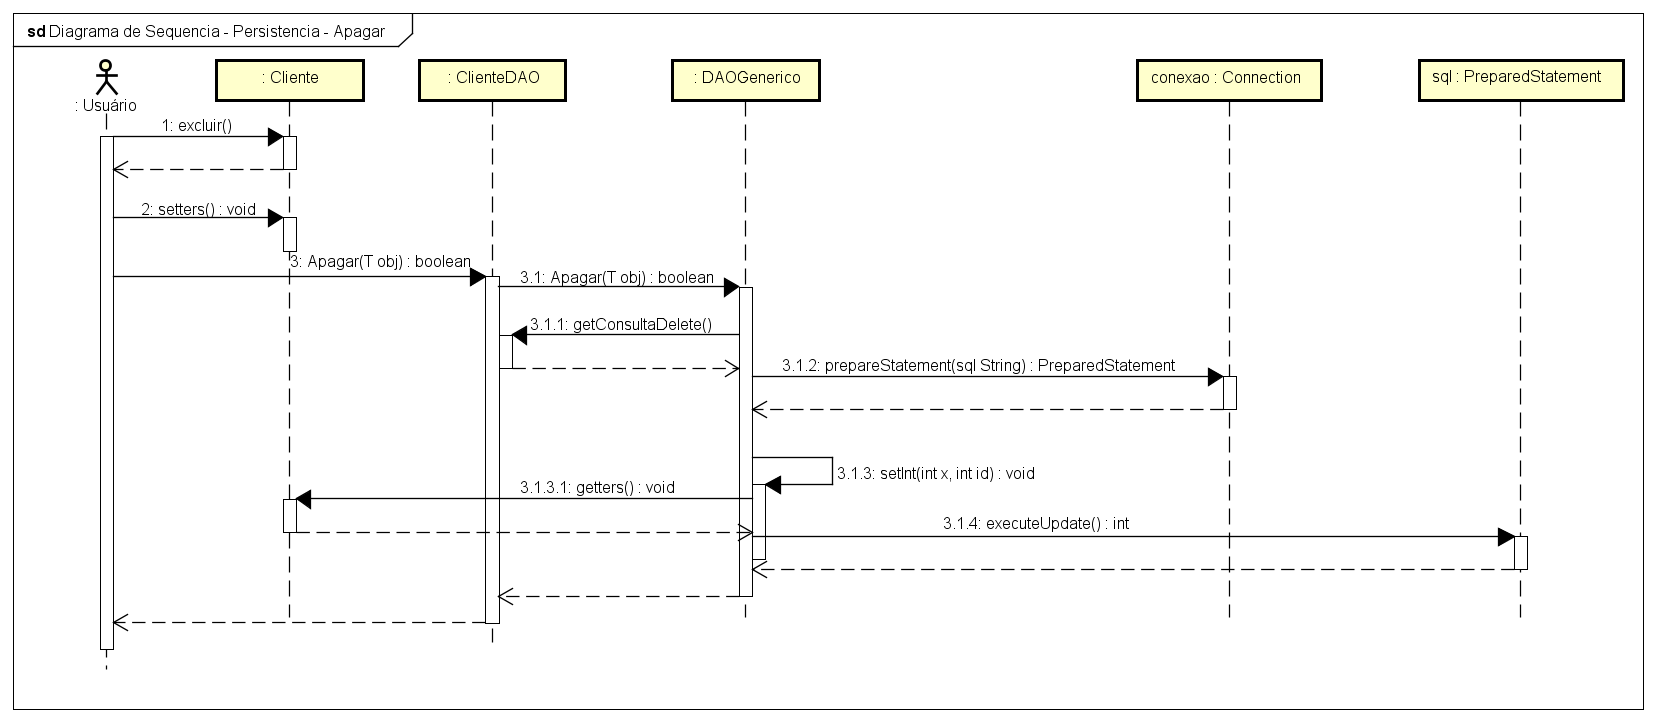 sd Diagrama de Sequencia - Persistencia - Apagar
: Usuário
: Cliente
: ClienteDAO
: DAOGenerico
conexao : Connection
sql : PreparedStatement
1: excluir()
2: setters() : void
3: Apagar(T obj) : boolean
3.1: Apagar(T obj) : boolean
3.1.1: getConsultaDelete()
3.1.2: prepareStatement(sql String) : PreparedStatement
3.1.3: setInt(int x, int id) : void
3.1.3.1: getters() : void
3.1.4: executeUpdate() : int